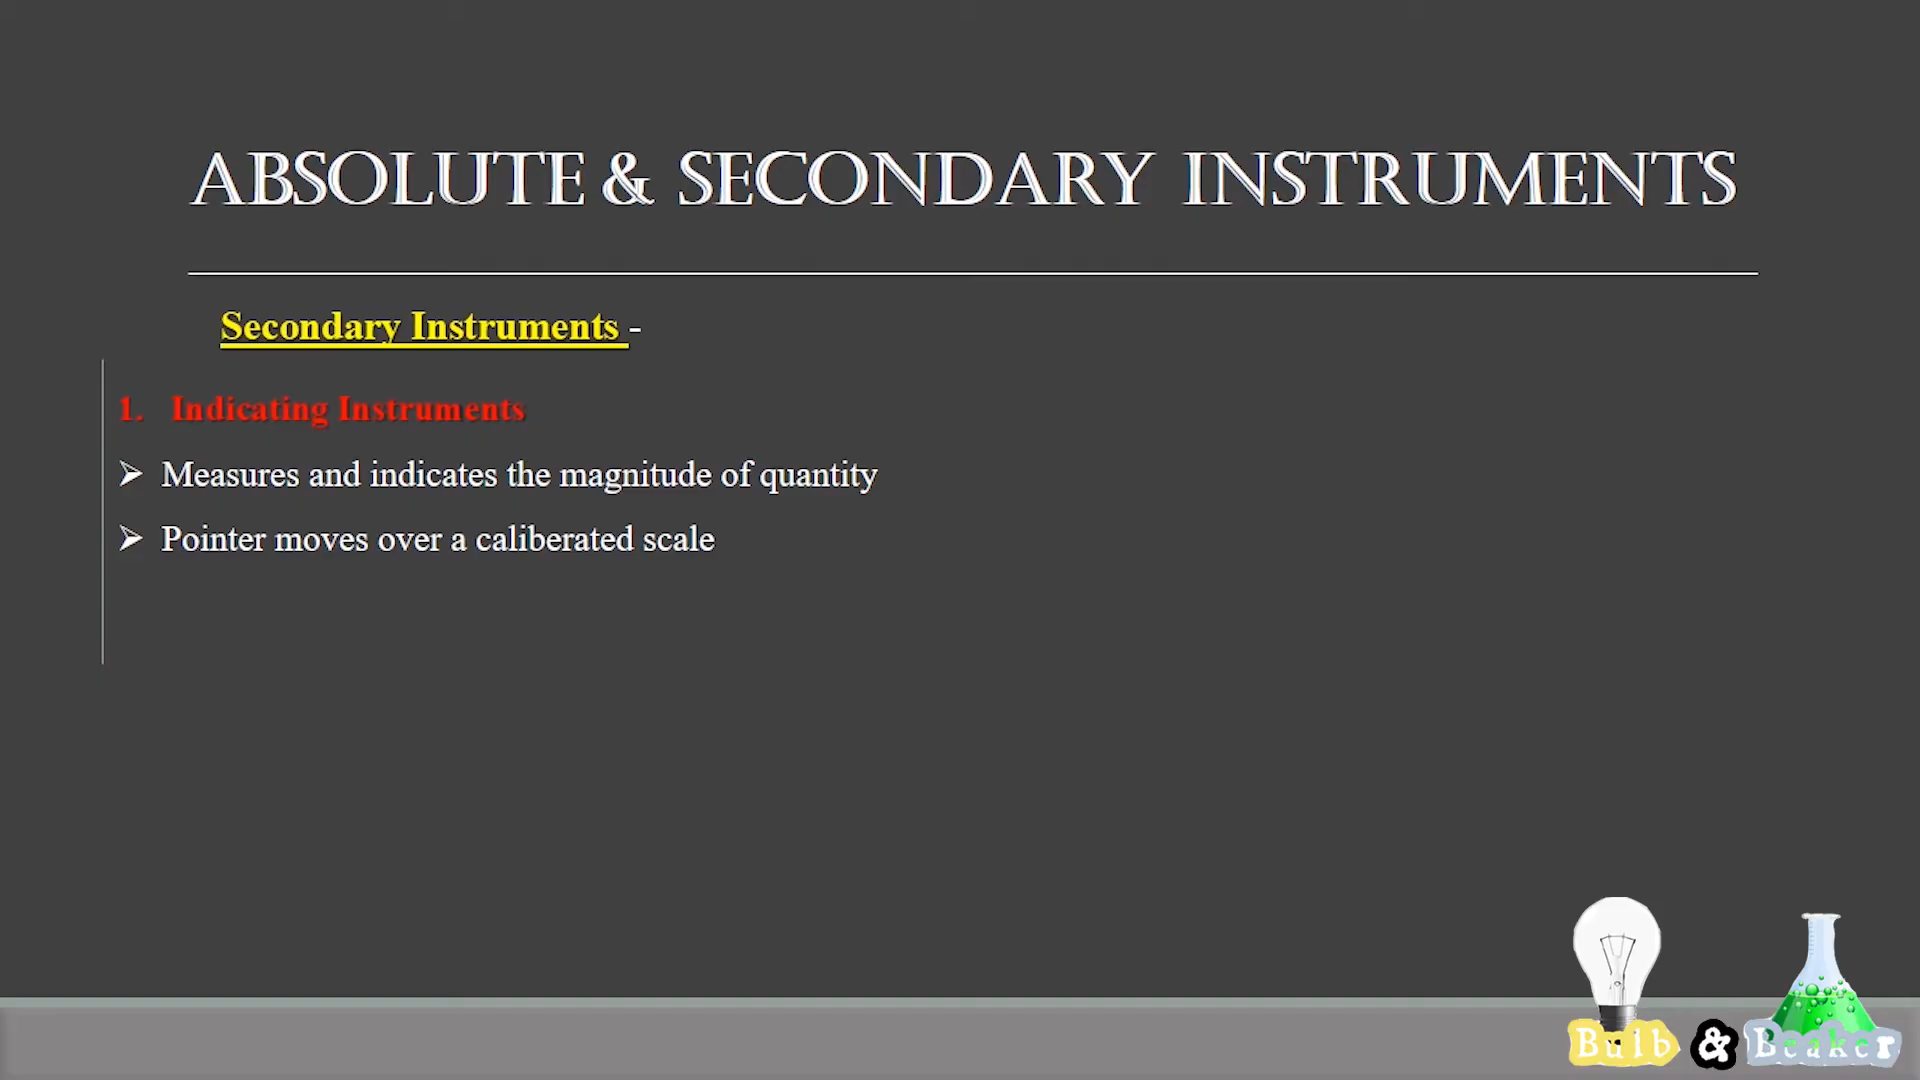 ABSOLUTE & SECONDARY INSTRUMENTS
Secondary Instruments -
1. Indicating Instruments
➢ Measures and indicates the magnitude of quantity
➢ Pointer moves over a caliberated scale
Bulb & Beaker